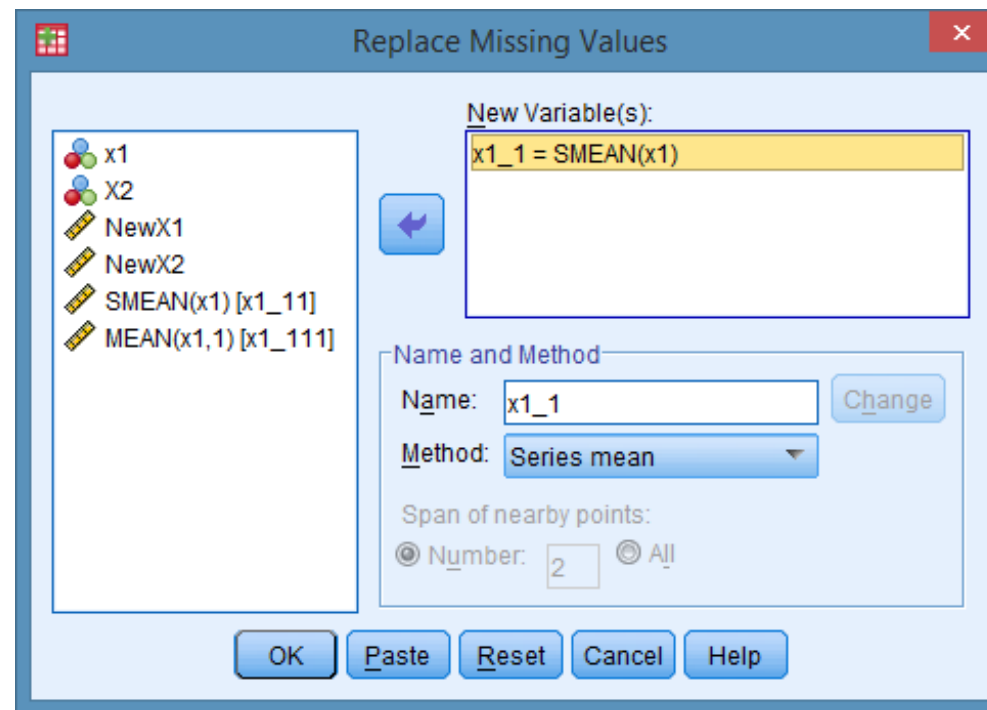 Replace Missing Values
x1
X2
NewX1
NewX2
SMEAN(x1) [x1_11]
MEAN(x1,1) [x1_111]
New Variable(s):
x1_1 = SMEAN(x1)
Name and Method
Name: x1_1 Change
Method: Series mean
Span of nearby points:
Number: 2 All
OK Paste Reset Cancel Help